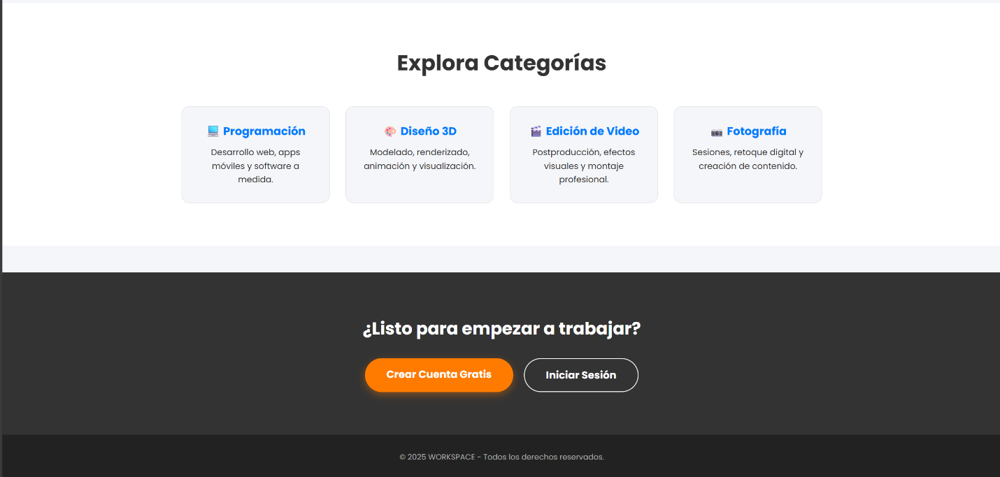 Explora Categorías
💻 Programación
Desarrollo web, apps
móviles y software a
medida.
🎨 Diseño 3D
Modelado, renderizado,
animación y visualización.
🎬 Edición de Video
Postproducción, efectos
visuales y montaje
profesional.
📷 Fotografía
Sesiones, retoque digital y
creación de contenido.
¿Listo para empezar a trabajar?
Crear Cuenta Gratis
Iniciar Sesión
© 2025 WORKSPACE - Todos los derechos reservados.